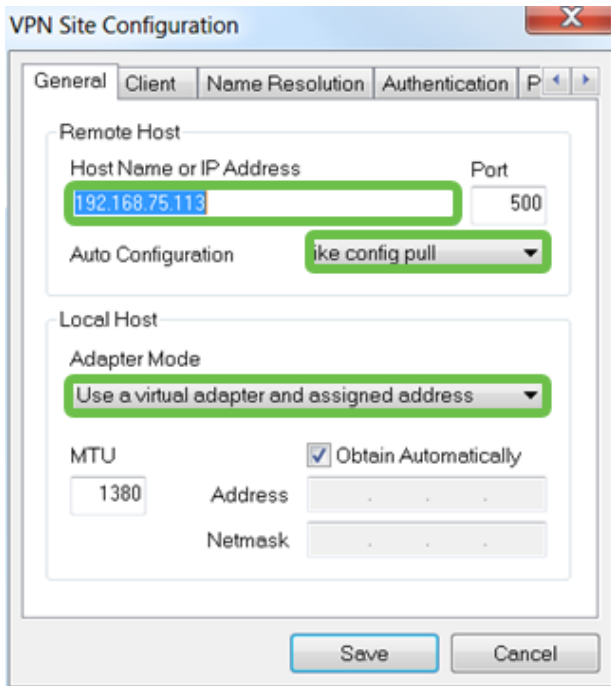 VPN Site Configuration
General Client Name Resolution Authentication P
Remote Host
Host Name or IP Address Port
192.168.75.113 500
Auto Configuration ike config pull
Local Host
Adapter Mode
Use a virtual adapter and assigned address
MTU Obtain Automatically
1380 Address . . .
Netmask . . .
Save Cancel